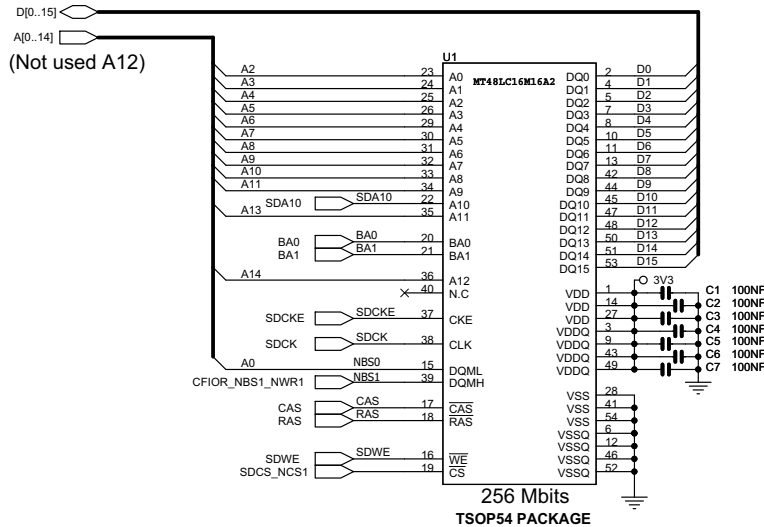 D[0..15]
A[0..14]
(Not used A12)
U1
MT48LC16M16A2
A2 23 A0 DQ0 2 D0
A3 24 A1 DQ1 4 D1
A4 25 A2 DQ2 5 D2
A5 26 A3 DQ3 7 D3
A6 29 A4 DQ4 8 D4
A7 30 A5 DQ5 10 D5
A8 31 A6 DQ6 11 D6
A9 32 A7 DQ7 13 D7
A10 33 A8 DQ8 42 D8
A11 34 A9 DQ9 44 D9
SDA10 SDA10 22 A10 DQ10 45 D10
A13 35 A11 DQ11 47 D11
DQ12 48 D12
BA0 BA0 20 BA0 DQ13 50 D13
BA1 BA1 21 BA1 DQ14 51 D14
DQ15 53 D15
A14 36 A12 3V3
40 N.C VDD 1 C1 100NF
VDD 14 C2 100NF
SDCKE SDCKE 37 CKE VDD 27 C3 100NF
VDDQ 3 C4 100NF
SDCK SDCK 38 CLK VDDQ 9 C5 100NF
VDDQ 43 C6 100NF
A0 NBS0 15 DQML VDDQ 49 C7 100NF
CFIOR_NBS1_NWR1 NBS1 39 DQMH
VSS 28
CAS CAS 17 CAS VSS 41
RAS RAS 18 RAS VSS 54
VSSQ 6
VSSQ 12
SDWE SDWE 16 WE VSSQ 46
SDCS_NCS1 19 CS VSSQ 52
256 Mbits
TSOP54 PACKAGE